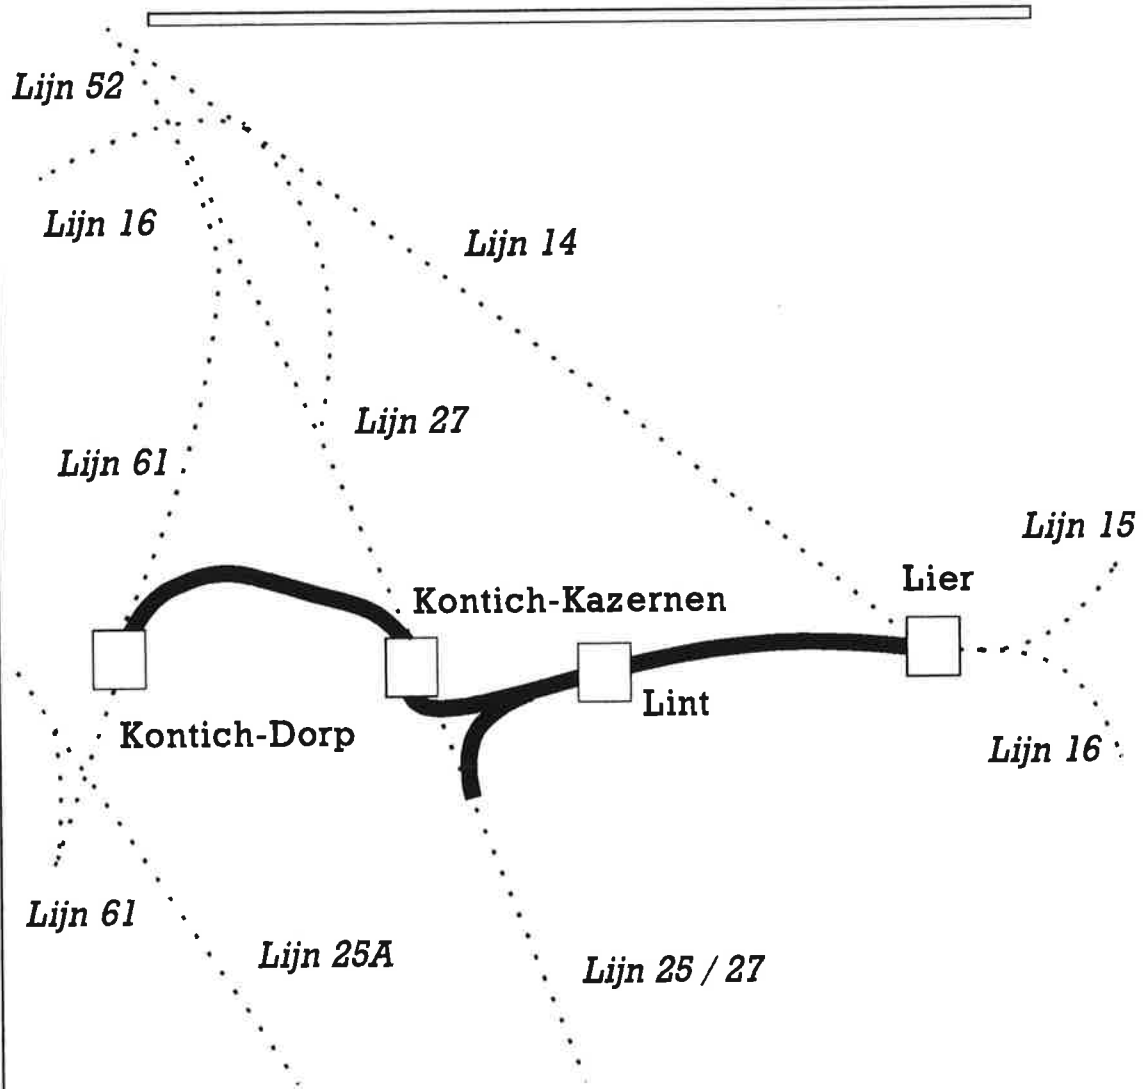 Lijn 52
Lijn 16
Lijn 14
Lijn 27
Lijn 61
Lijn 15
Lier
Kontich-Kazernen
Lint
Kontich-Dorp
Lijn 16
Lijn 61
Lijn 25A
Lijn 25 / 27